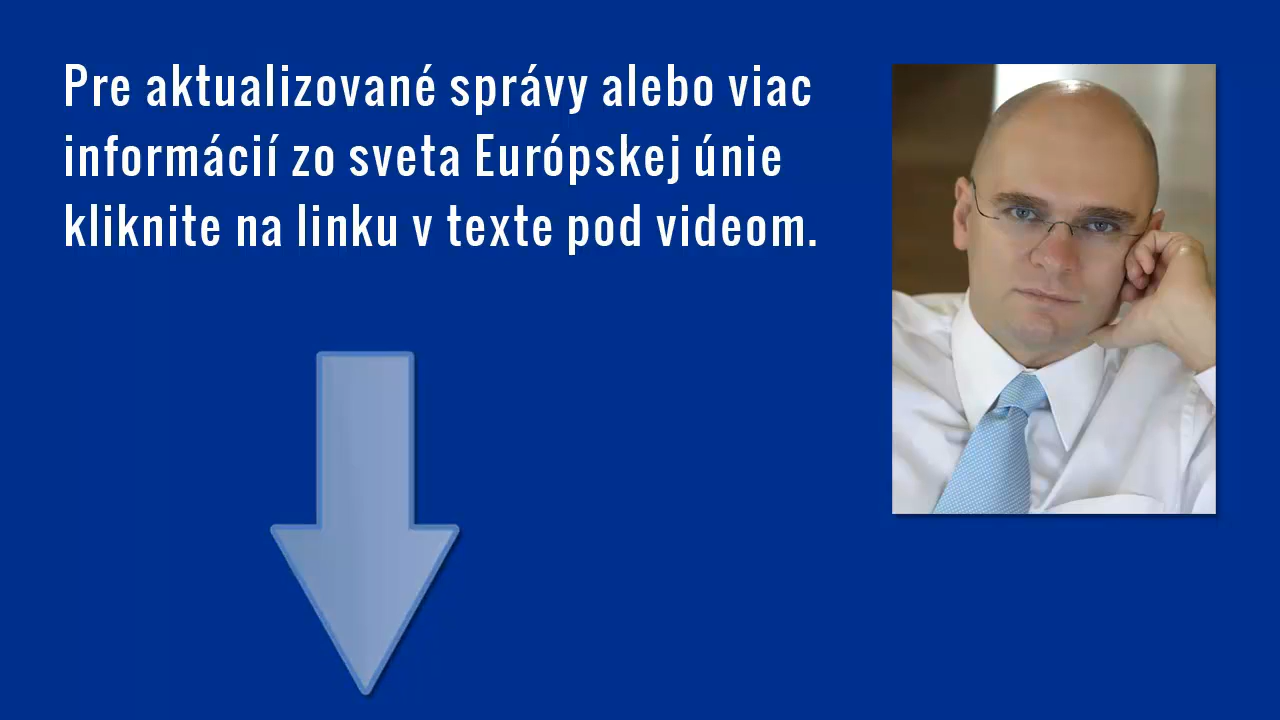 Pre aktualizované správy alebo viac
informácií zo sveta Európskej únie
kliknite na linku v texte pod videom.